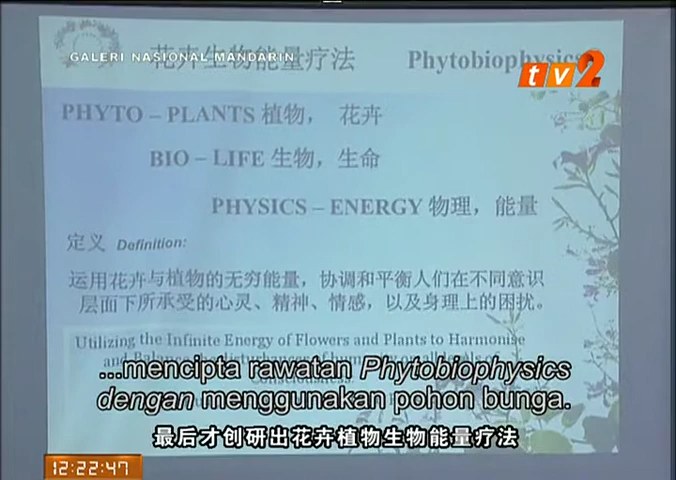 花卉生物能量疗法 Phytobiophysics
GALERI NASIONAL MANDARIN
tv2
PHYTO – PLANTS 植物， 花卉
BIO – LIFE 生物，生命
PHYSICS – ENERGY 物理，能量
定义 Definition:
运用花卉与植物的无穷能量，协调和平衡人们在不同意识
层面下所承受的心灵、精神、情感，以及身理上的困扰。
Utilizing the Infinite Energy of Flowers and Plants to Harmonise
...mencipta rawatan Phytobiophysics
dengan menggunakan pohon bunga.
最后才创研出花卉植物生物能量疗法
12:22:47